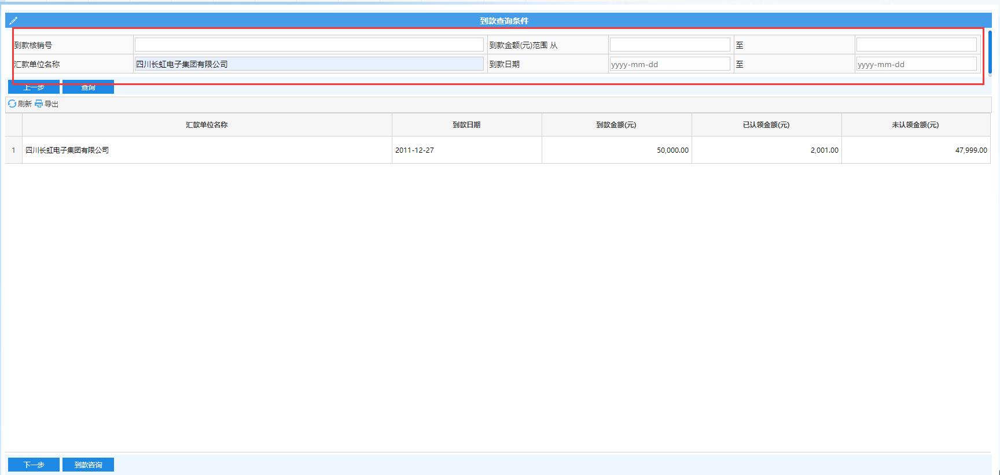 到款查询条件
到款核销号 到款金额(元)范围 从 至
汇款单位名称 四川长虹电子集团有限公司 到款日期 yyyy-mm-dd 至 yyyy-mm-dd
上一步 查询
刷新 导出
汇款单位名称 到款日期 到款金额(元) 已认领金额(元) 未认领金额(元)
1 四川长虹电子集团有限公司 2011-12-27 50,000.00 2,001.00 47,999.00
下一步 到款咨询